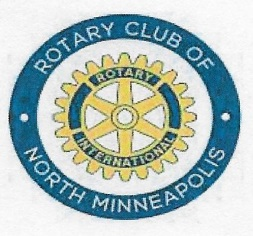 ROTARY CLUB OF
ROTARY
INTERNATIONAL
NORTH MINNEAPOLIS